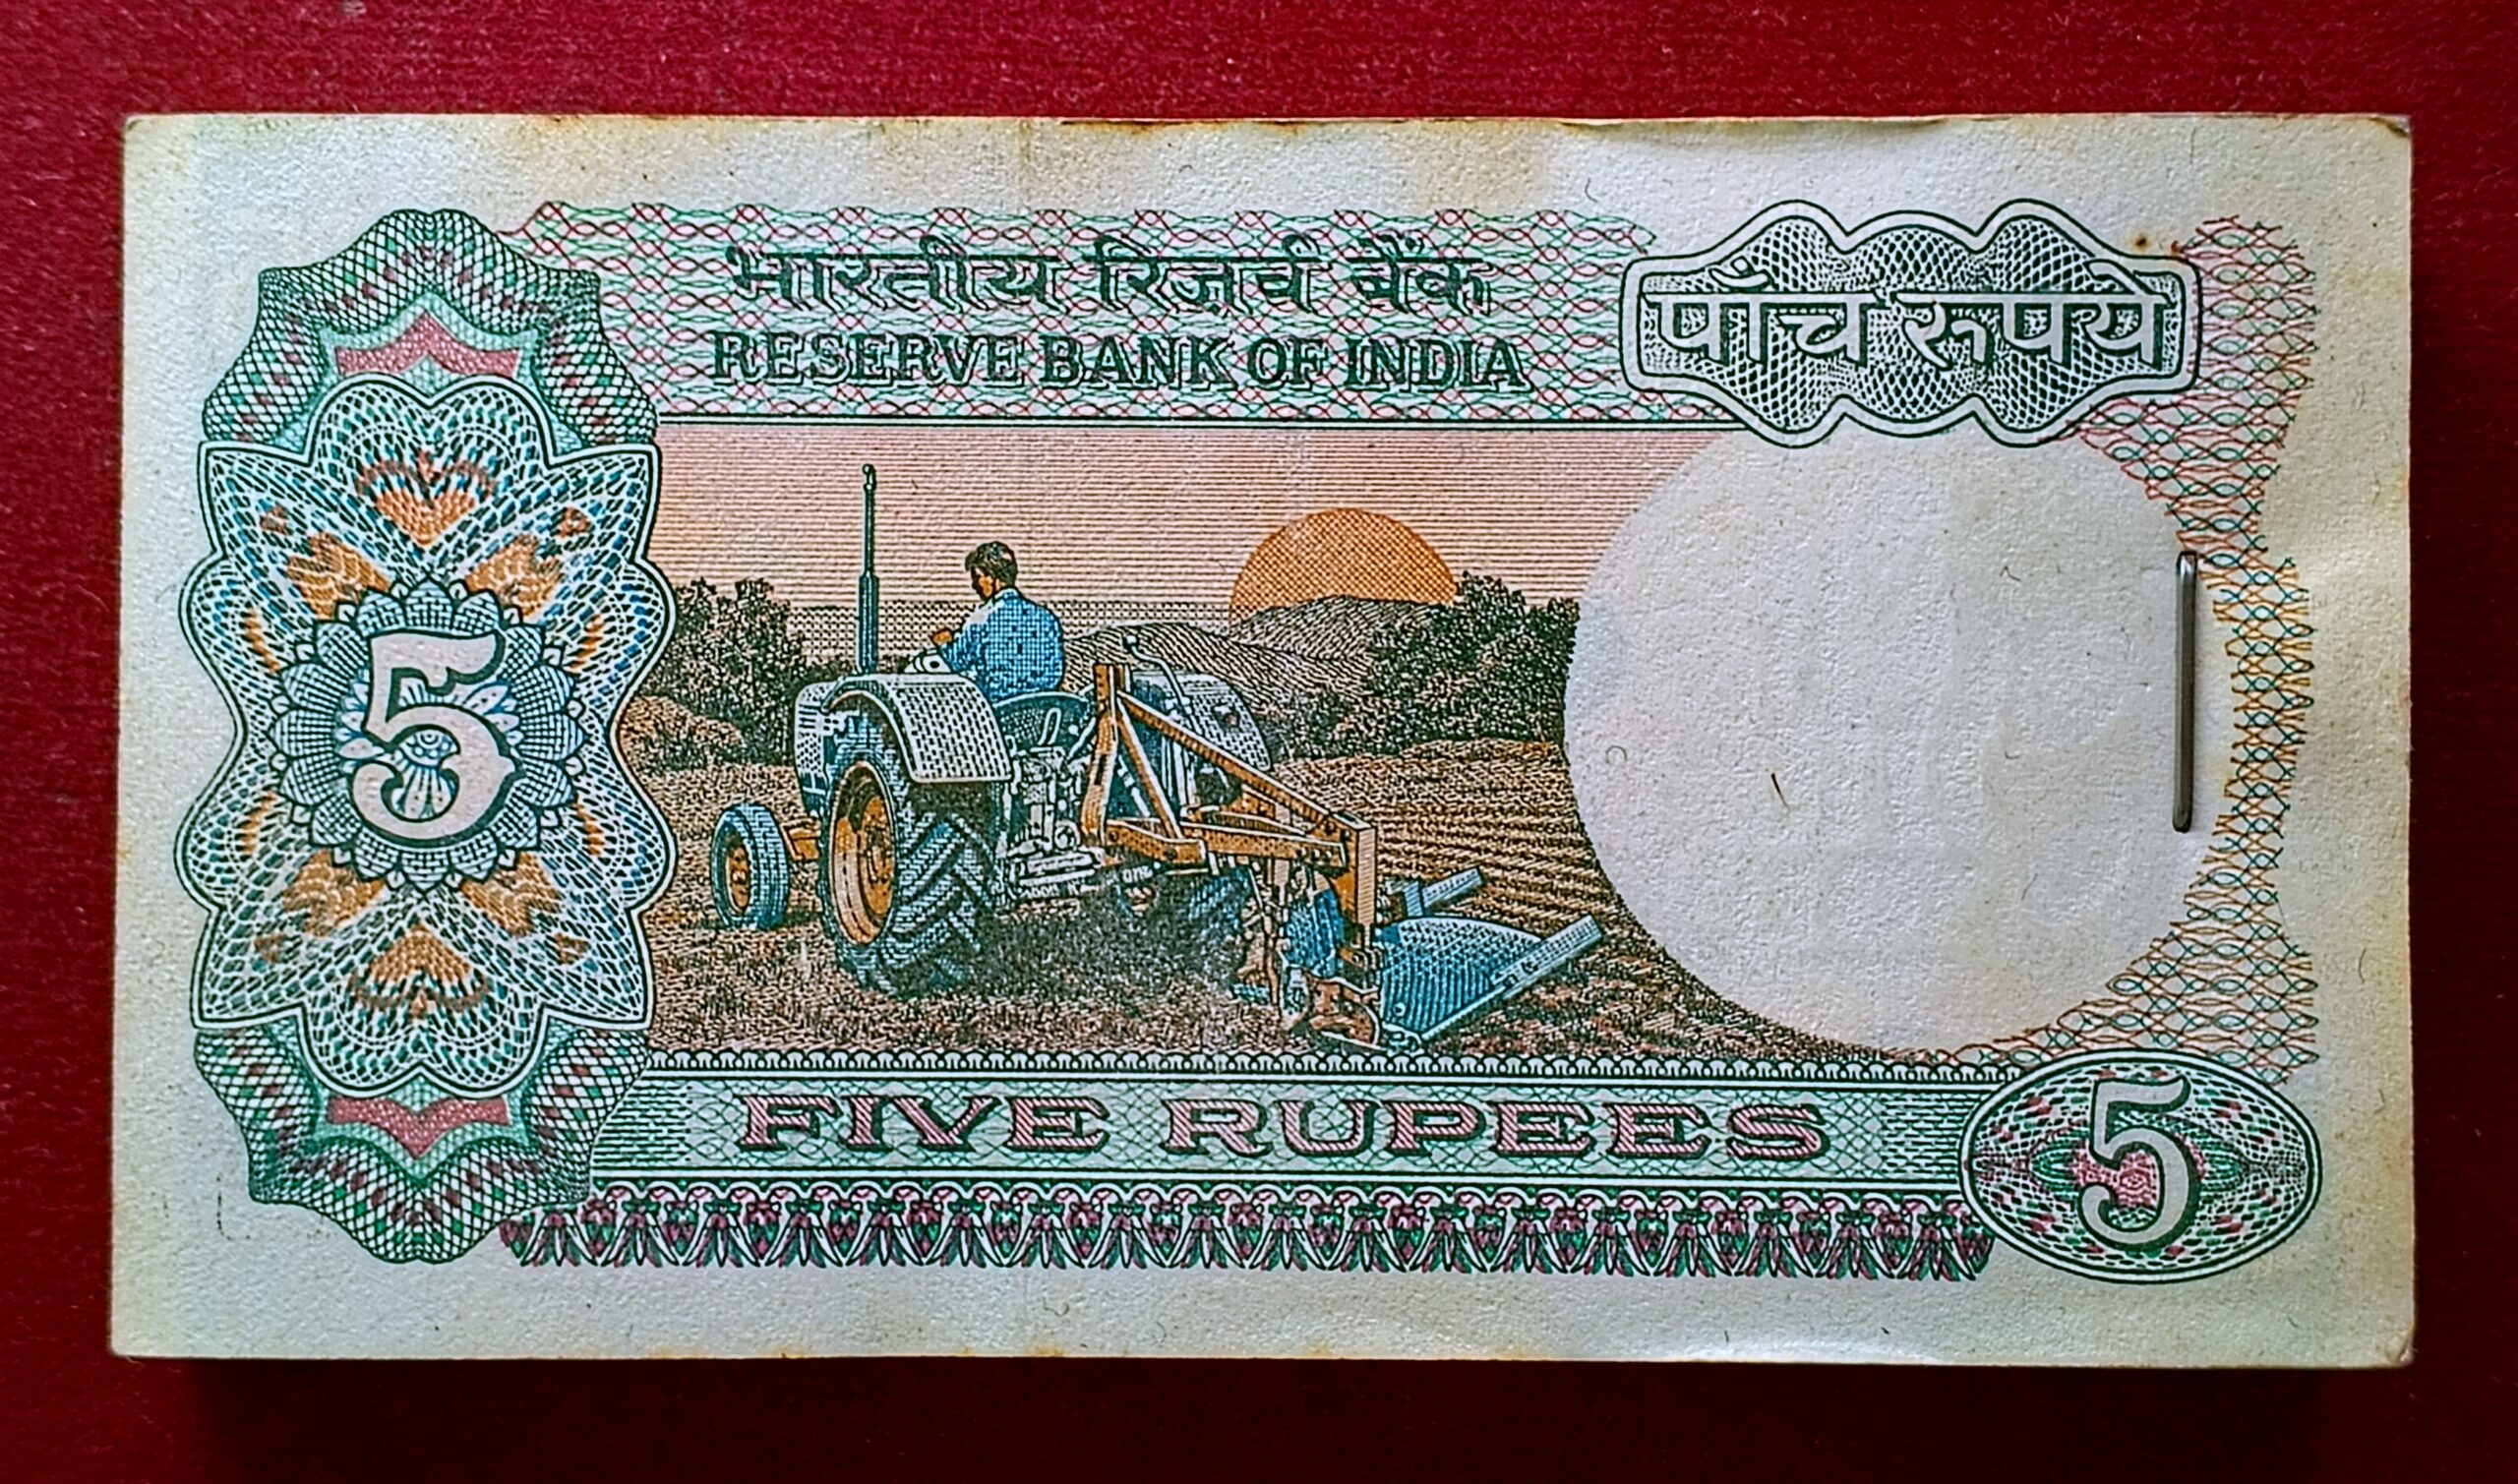 भारतीय रिज़र्व बैंक
RESERVE BANK OF INDIA
पाँच रूपये
5
FIVE RUPEES
5